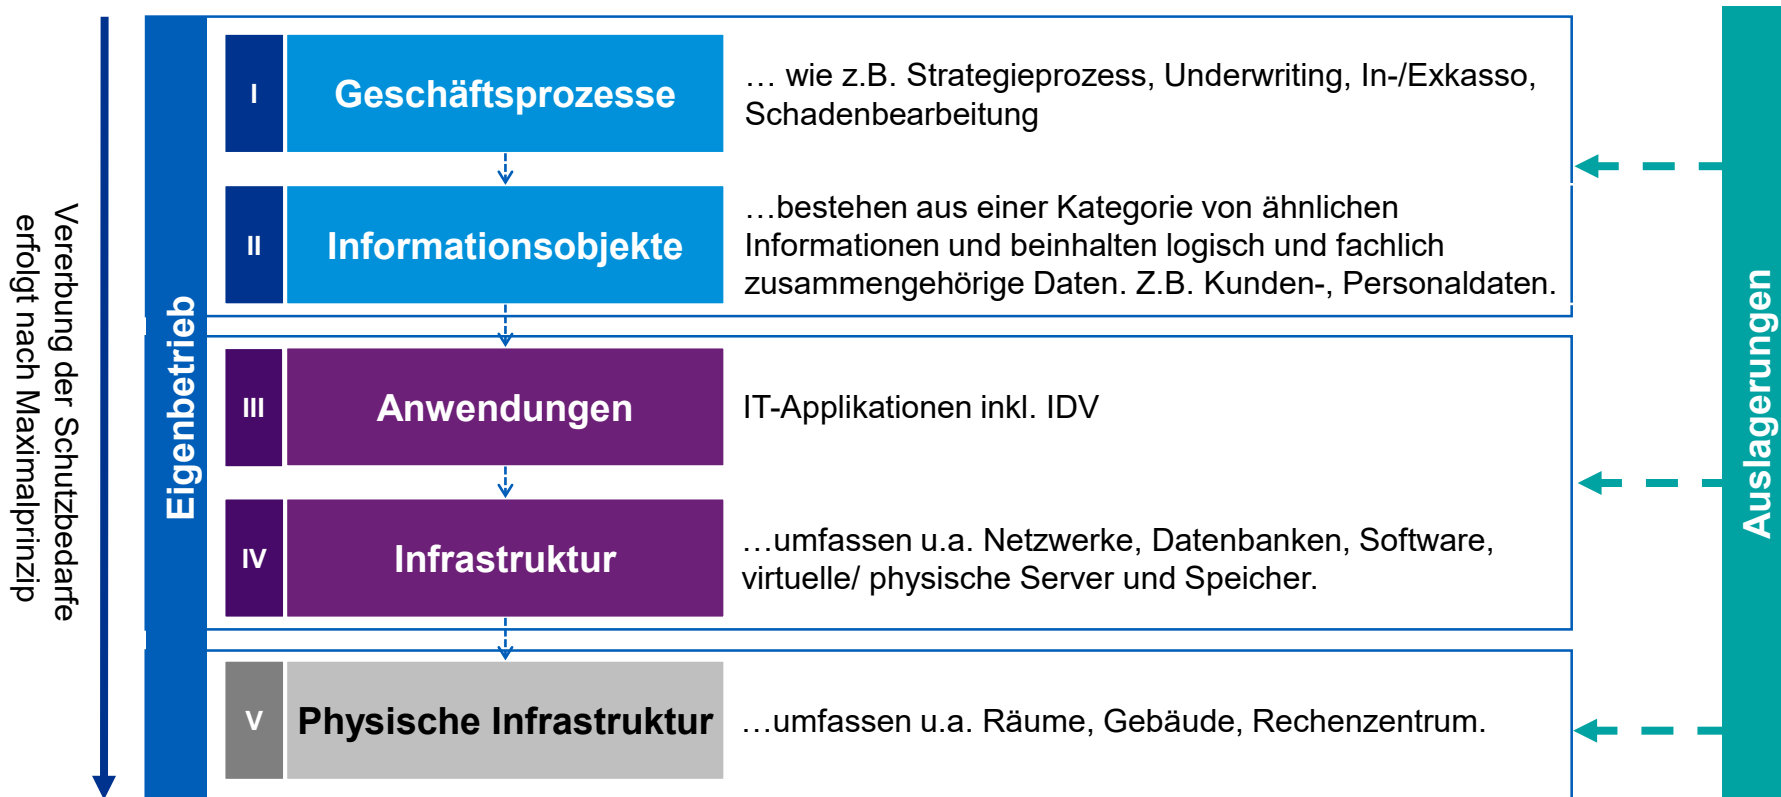 Vererbung der Schutzbedarfe
erfolgt nach Maximalprinzip
Eigenbetrieb
I
Geschäftsprozesse
… wie z.B. Strategieprozess, Underwriting, In-/Exkasso,
Schadenbearbeitung
II
Informationsobjekte
…bestehen aus einer Kategorie von ähnlichen
Informationen und beinhalten logisch und fachlich
zusammengehörige Daten. Z.B. Kunden-, Personaldaten.
III
Anwendungen
IT-Applikationen inkl. IDV
IV
Infrastruktur
…umfassen u.a. Netzwerke, Datenbanken, Software,
virtuelle/ physische Server und Speicher.
V
Physische Infrastruktur
…umfassen u.a. Räume, Gebäude, Rechenzentrum.
Auslagerungen